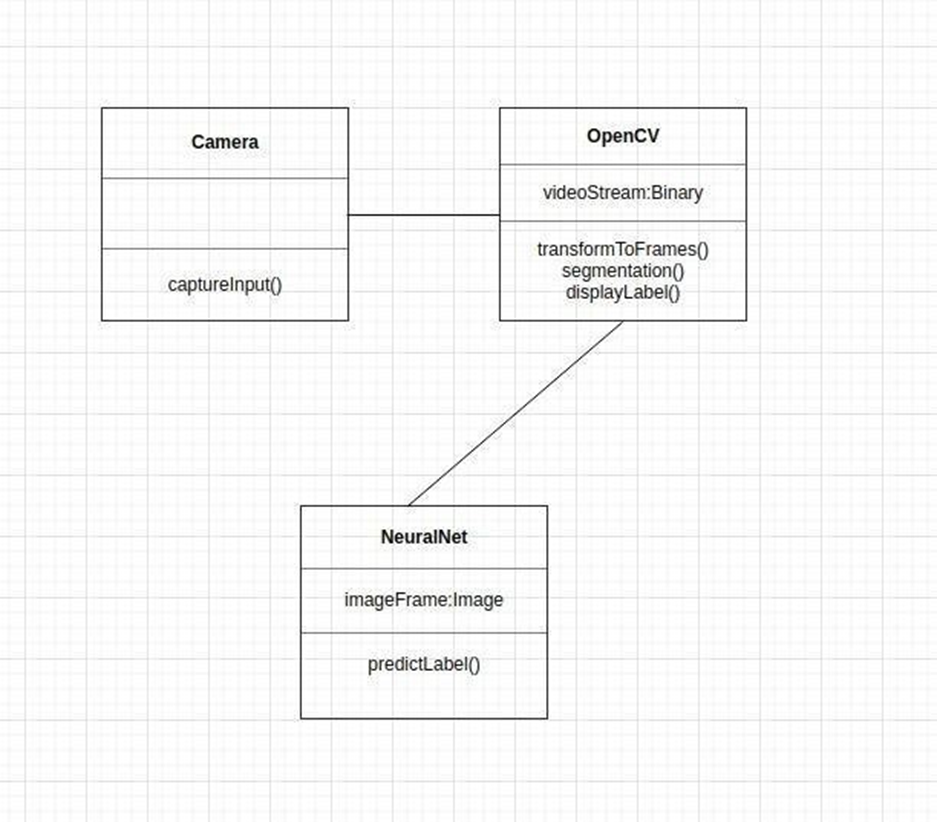 Camera
captureInput()
OpenCV
videoStream:Binary
transformToFrames()
segmentation()
displayLabel()
NeuralNet
imageFrame:Image
predictLabel()